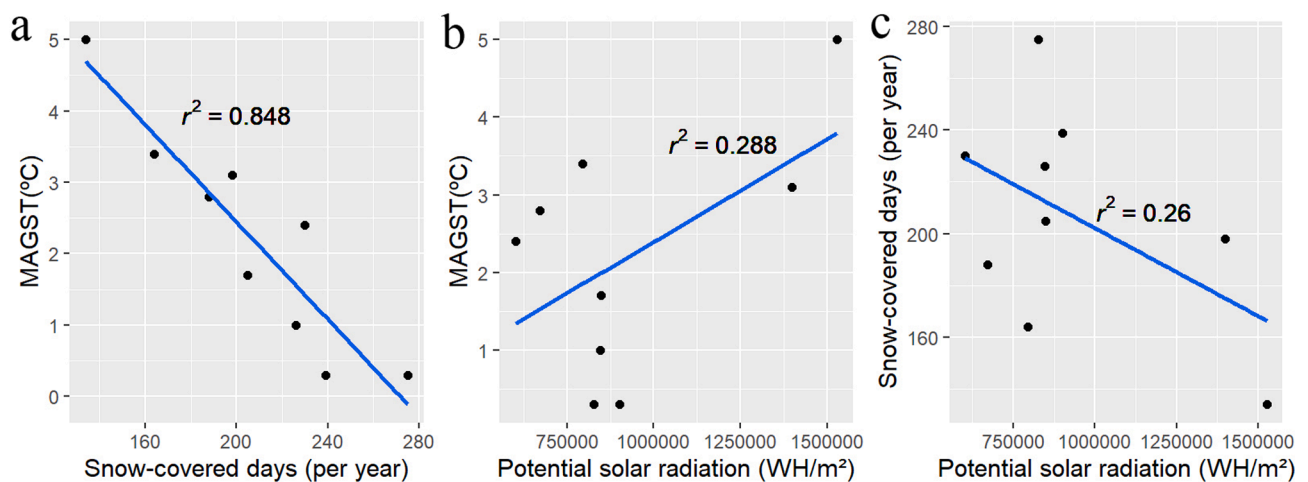 a
MAGST(ºC)
5
4
3
2
1
0
r² = 0.848
160 200 240 280
Snow-covered days (per year)
b
MAGST(ºC)
5
4
3
2
1
r² = 0.288
750000 1000000 1250000 1500000
Potential solar radiation (WH/m²)
c
Snow-covered days (per year)
280
240
200
160
r² = 0.26
750000 1000000 1250000 1500000
Potential solar radiation (WH/m²)